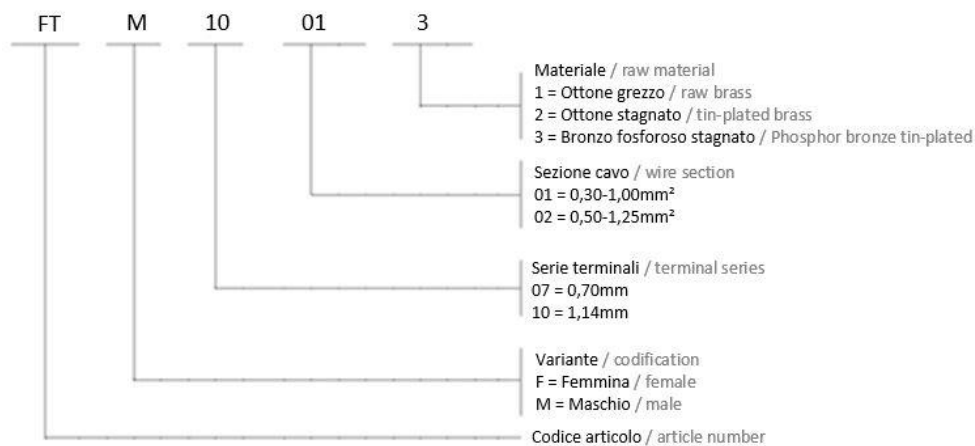 FT M 10 01 3
Materiale / raw material
1 = Ottone grezzo / raw brass
2 = Ottone stagnato / tin-plated brass
3 = Bronzo fosforoso stagnato / Phosphor bronze tin-plated
Sezione cavo / wire section
01 = 0,30-1,00mm²
02 = 0,50-1,25mm²
Serie terminali / terminal series
07 = 0,70mm
10 = 1,14mm
Variante / codification
F = Femmina / female
M = Maschio / male
Codice articolo / article number